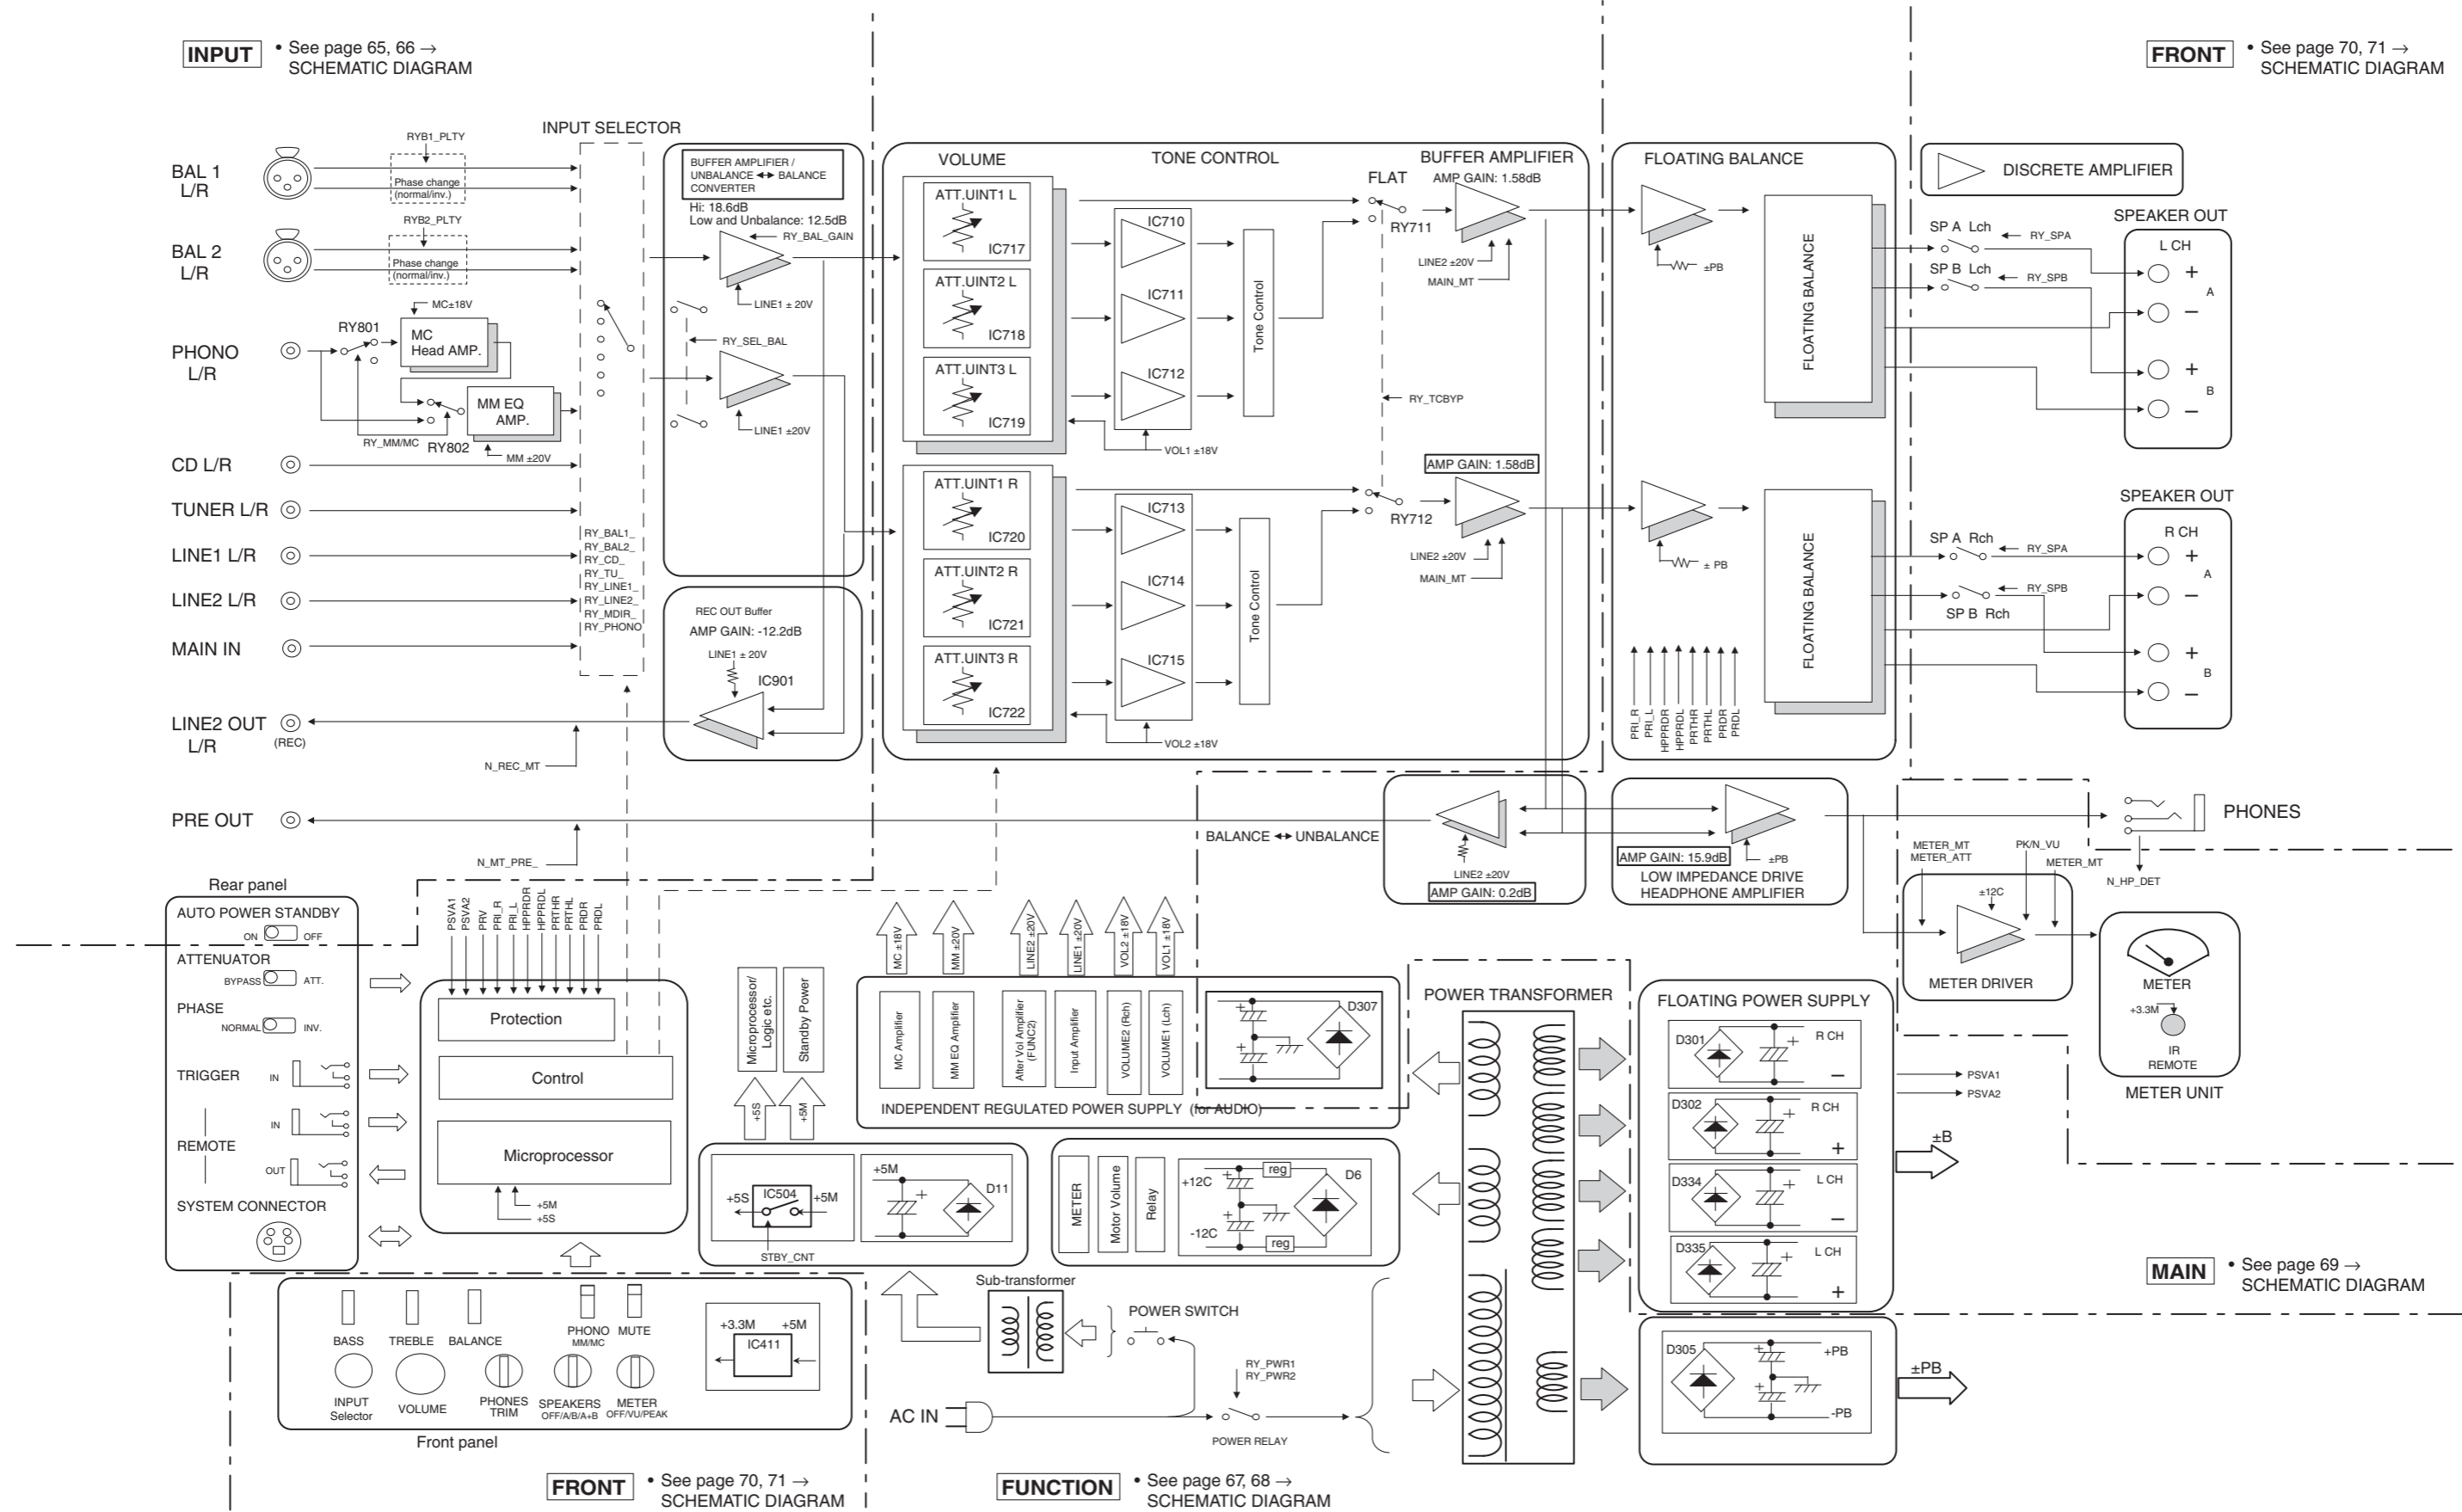 INPUT
• See page 65, 66 →
SCHEMATIC DIAGRAM
FRONT
• See page 70, 71 →
SCHEMATIC DIAGRAM
BAL 1
L/R
RYB1_PLTY
Phase change
(normal/inv.)
BAL 2
L/R
RYB2_PLTY
Phase change
(normal/inv.)
PHONO
L/R
RY801
MC±18V
MC
Head AMP.
MM EQ
AMP.
RY_MM/MC
RY802
MM ±20V
CD L/R
TUNER L/R
LINE1 L/R
LINE2 L/R
MAIN IN
LINE2 OUT
L/R
(REC)
N_REC_MT
PRE OUT
N_MT_PRE_
INPUT SELECTOR
RY_BAL1_
RY_BAL2_
RY_CD_
RY_TU_
RY_LINE1_
RY_LINE2_
RY_MDIR_
RY_PHONO
BUFFER AMPLIFIER /
UNBALANCE ↔ BALANCE
CONVERTER
Hi: 18.6dB
Low and Unbalance: 12.5dB
RY_BAL_GAIN
LINE1 ± 20V
RY_SEL_BAL
LINE1 ±20V
REC OUT Buffer
AMP GAIN: -12.2dB
LINE1 ± 20V
IC901
VOLUME
TONE CONTROL
BUFFER AMPLIFIER
AMP GAIN: 1.58dB
FLAT
ATT.UINT1 L
IC717
ATT.UINT2 L
IC718
ATT.UINT3 L
IC719
IC710
IC711
IC712
Tone Control
VOL1 ±18V
RY711
LINE2 ±20V
MAIN_MT
RY_TCBYP
ATT.UINT1 R
IC720
ATT.UINT2 R
IC721
ATT.UINT3 R
IC722
IC713
IC714
IC715
Tone Control
VOL2 ±18V
AMP GAIN: 1.58dB
RY712
LINE2 ±20V
MAIN_MT
FLOATING BALANCE
±PB
FLOATING BALANCE
± PB
FLOATING BALANCE
PRI_R
PRI_L
HPPRDR
HPPRDL
PRTHR
PRTHL
PRDR
PRDL
DISCRETE AMPLIFIER
SPEAKER OUT
L CH
SP A Lch
RY_SPA
SP B Lch
RY_SPB
+
A
−
+
B
−
SPEAKER OUT
R CH
SP A Rch
RY_SPA
RY_SPB
SP B Rch
+
A
−
+
B
−
BALANCE ↔ UNBALANCE
LINE2 ±20V
AMP GAIN: 0.2dB
AMP GAIN: 15.9dB
±PB
LOW IMPEDANCE DRIVE
HEADPHONE AMPLIFIER
PHONES
N_HP_DET
METER_MT
METER_ATT
PK/N_VU
METER_MT
±12C
METER DRIVER
METER
+3.3M
IR
REMOTE
METER UNIT
Rear panel
AUTO POWER STANDBY
ON
OFF
ATTENUATOR
BYPASS
ATT.
PHASE
NORMAL
INV.
TRIGGER
IN
IN
REMOTE
OUT
SYSTEM CONNECTOR
PSVA1
PSVA2
PRV
PRI_R
PRI_L
HPPRDR
HPPRDL
PRTHR
PRTHL
PRDR
PRDL
Protection
Control
Microprocessor
+5M
+5S
Microprocessor/
Logic etc.
Standby Power
+5S
+5M
MC ±18V
MM ±20V
LINE2 ±20V
LINE1 ±20V
VOL2 ±18V
VOL1 ±18V
MC Amplifier
MM EQ Amplifier
After Vol Amplifier
(FUNC2)
Input Amplifier
VOLUME2 (Rch)
VOLUME1 (Lch)
D307
INDEPENDENT REGULATED POWER SUPPLY (for AUDIO)
+5S
IC504
+5M
STBY_CNT
+5M
D11
METER
Motor Volume
Relay
+12C
reg
D6
-12C
reg
POWER TRANSFORMER
FLOATING POWER SUPPLY
D301
R CH
−
D302
R CH
+
D334
L CH
−
D335
L CH
+
PSVA1
PSVA2
±B
D305
+PB
-PB
±PB
MAIN
• See page 69 →
SCHEMATIC DIAGRAM
BASS
TREBLE
BALANCE
PHONO
MM/MC
MUTE
INPUT
Selector
VOLUME
PHONES
TRIM
SPEAKERS
OFF/A/B/A+B
METER
OFF/VU/PEAK
+3.3M
+5M
IC411
Front panel
Sub-transformer
POWER SWITCH
RY_PWR1
RY_PWR2
AC IN
POWER RELAY
FRONT
• See page 70, 71 →
SCHEMATIC DIAGRAM
FUNCTION
• See page 67, 68 →
SCHEMATIC DIAGRAM